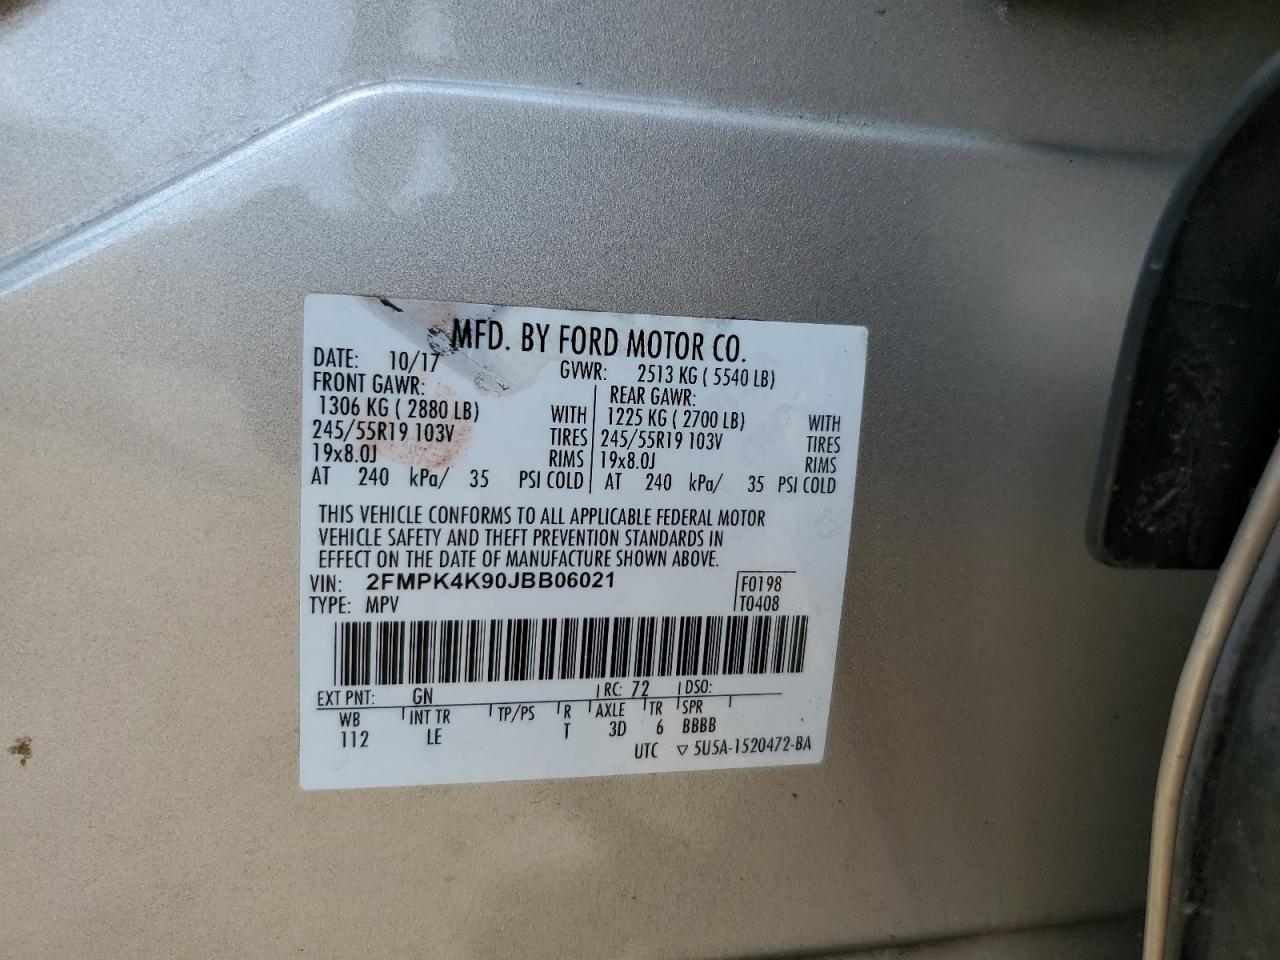 MFD. BY FORD MOTOR CO.
DATE: 10/17 GVWR: 2513 KG ( 5540 LB)
FRONT GAWR: REAR GAWR:
1306 KG ( 2880 LB) WITH 1225 KG ( 2700 LB) WITH
245/55R19 103V TIRES 245/55R19 103V TIRES
19x8.0J RIMS 19x8.0J RIMS
AT 240 kPa/ 35 PSI COLD AT 240 kPa/ 35 PSI COLD
THIS VEHICLE CONFORMS TO ALL APPLICABLE FEDERAL MOTOR
VEHICLE SAFETY AND THEFT PREVENTION STANDARDS IN
EFFECT ON THE DATE OF MANUFACTURE SHOWN ABOVE.
VIN: 2FMPK4K90JBB06021 F0198
TYPE: MPV T0408
EXT PNT: GN RC: 72 DSO:
WB INT TR TP/PS R AXLE TR SPR
112 LE T 3D 6 BBBB
UTC ▽ 5U5A-1520472-BA